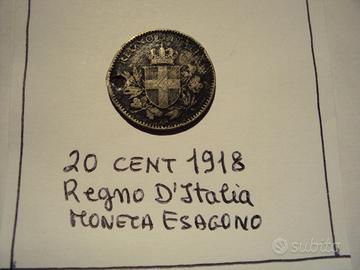 20 CENT 1918
Regno D'Italia
MONETA ESAGONO
subito